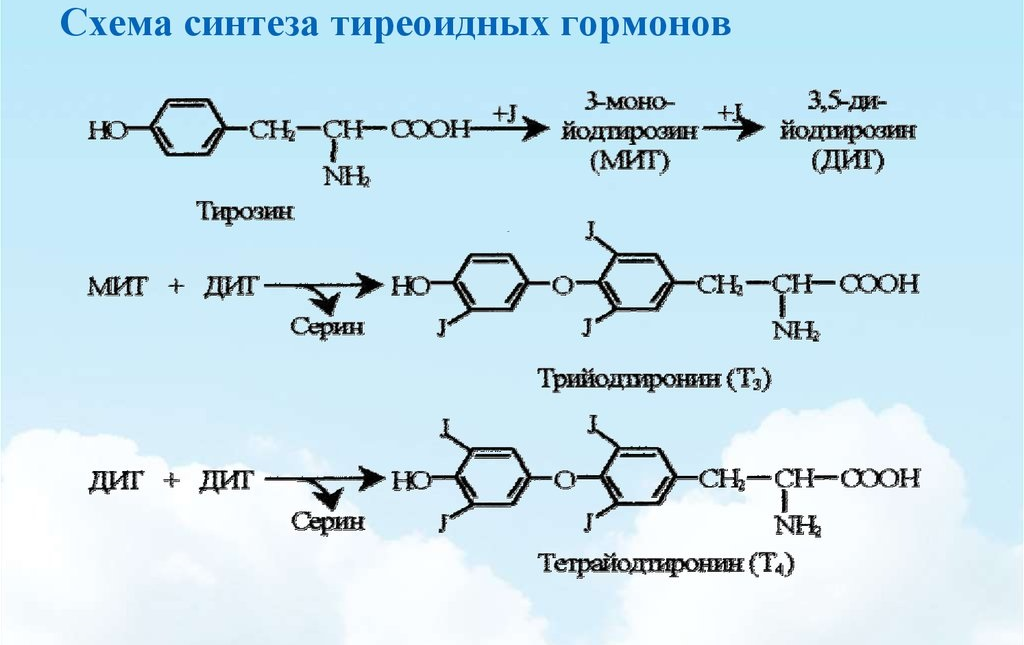 Схема синтеза тиреоидных гормонов
HO CH₂ CH COOH +J 3-моно- +J 3,5-ди-
йодтирозин йодтирозин
NH₂ (МИТ) (ДИТ)
Тирозин
J
МИТ + ДИТ HO O CH₂ CH COOH
Серин J J NH₂
Трийодтиронин (Т₃)
J J
ДИТ + ДИТ HO O CH₂ CH COOH
Серин J J NH₂
Тетрайодтиронин (Т₄)